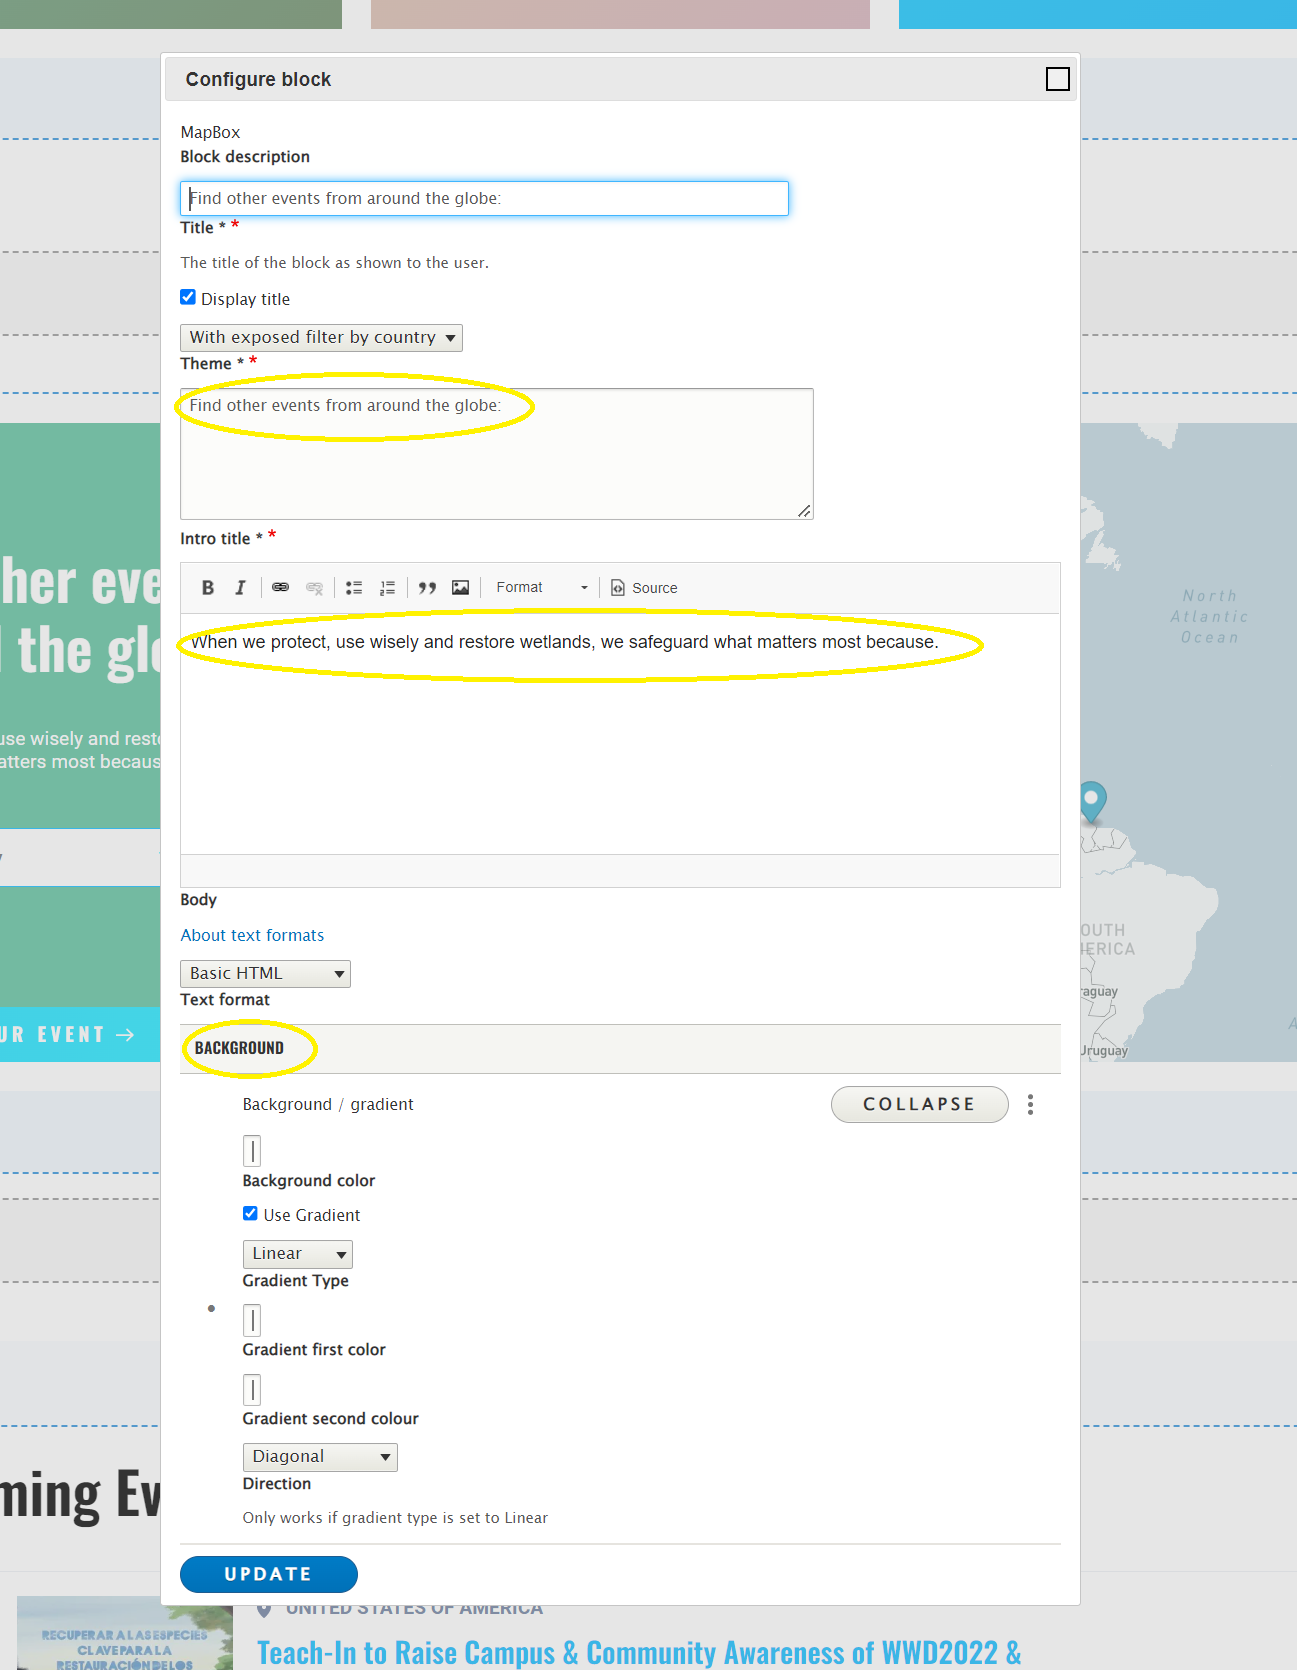 Configure block
MapBox
Block description
Find other events from around the globe:
Title * *
The title of the block as shown to the user.
Display title
With exposed filter by country
Theme * *
Find other events from around the globe:
Intro title * *
B I Format Source
When we protect, use wisely and restore wetlands, we safeguard what matters most because.
Body
About text formats
Basic HTML
Text format
BACKGROUND
Background / gradient
COLLAPSE
Background color
Use Gradient
Linear
Gradient Type
Gradient first color
Gradient second colour
Diagonal
Direction
Only works if gradient type is set to Linear
UPDATE
her eve
the glo
use wisely and resto
atters most becaus
UR EVENT →
North
Atlantic
Ocean
OUTH
ERICA
raguay
Uruguay
A
ming Ev
UNITED STATES OF AMERICA
Teach-In to Raise Campus & Community Awareness of WWD2022 &
RECUPERAR A LAS ESPECIES
CLAVE PARA LA
RESTAURACIÓN DE LOS